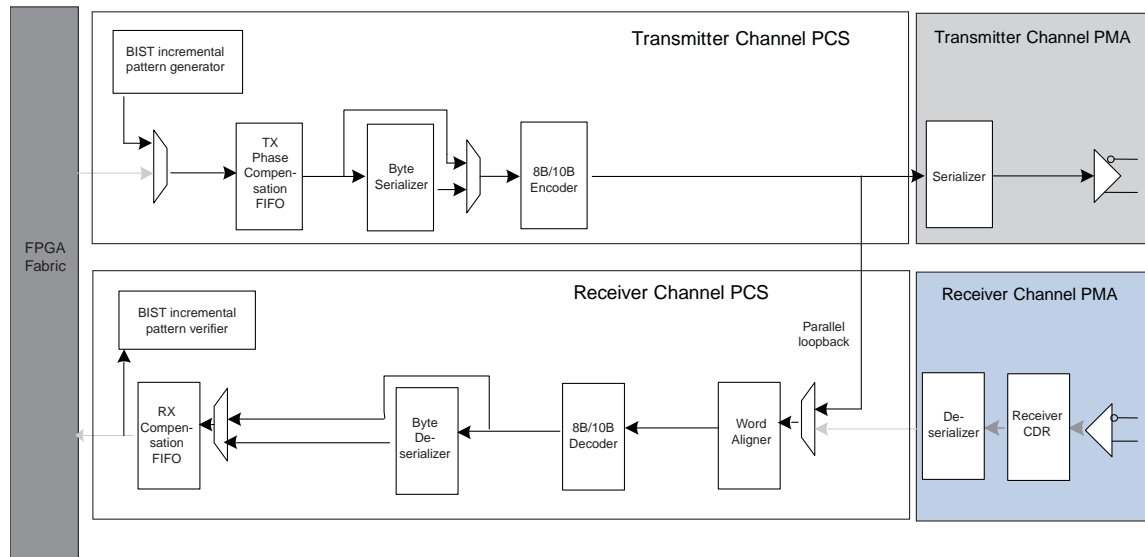 Transmitter Channel PCS
Transmitter Channel PMA
BIST incremental
pattern generator
TX
Phase
Compen-
sation
FIFO
Byte
Serializer
8B/10B
Encoder
Serializer
FPGA
Fabric
Receiver Channel PCS
Receiver Channel PMA
BIST incremental
pattern verifier
Parallel
loopback
RX
Compen-
sation
FIFO
Byte
De-
serializer
8B/10B
Decoder
Word
Aligner
De-
serializer
Receiver
CDR